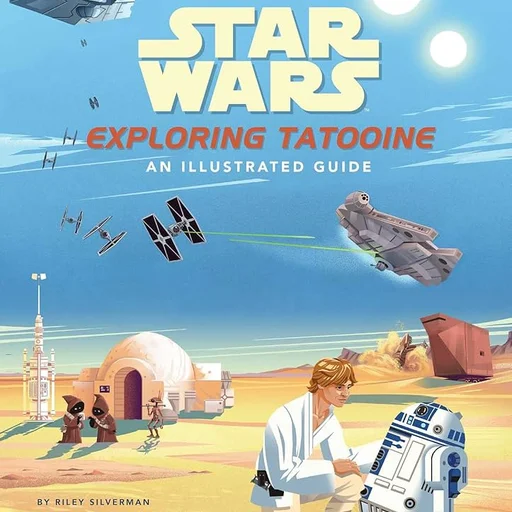 STAR
WARS
EXPLORING TATOOINE
AN ILLUSTRATED GUIDE
BY RILEY SILVERMAN